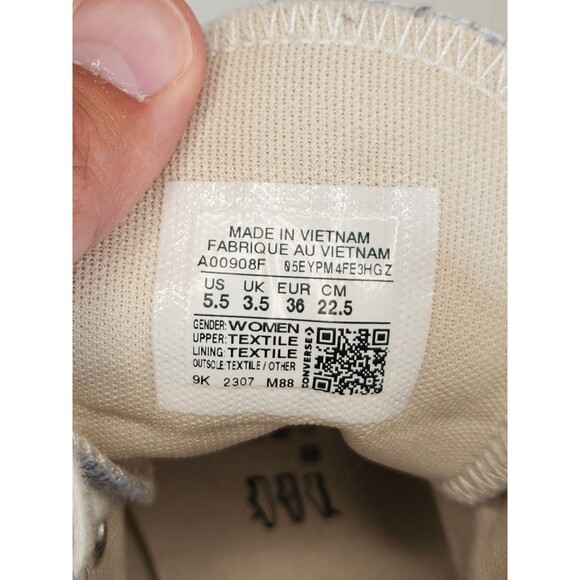 MADE IN VIETNAM
FABRIQUE AU VIETNAM
A00908F 05EYPM4FE3HGZ
US UK EUR CM
5.5 3.5 36 22.5
GENDER: WOMEN
UPPER: TEXTILE
LINING: TEXTILE
OUTSOLE: TEXTILE / OTHER
9K 2307 M88
CONVERSE